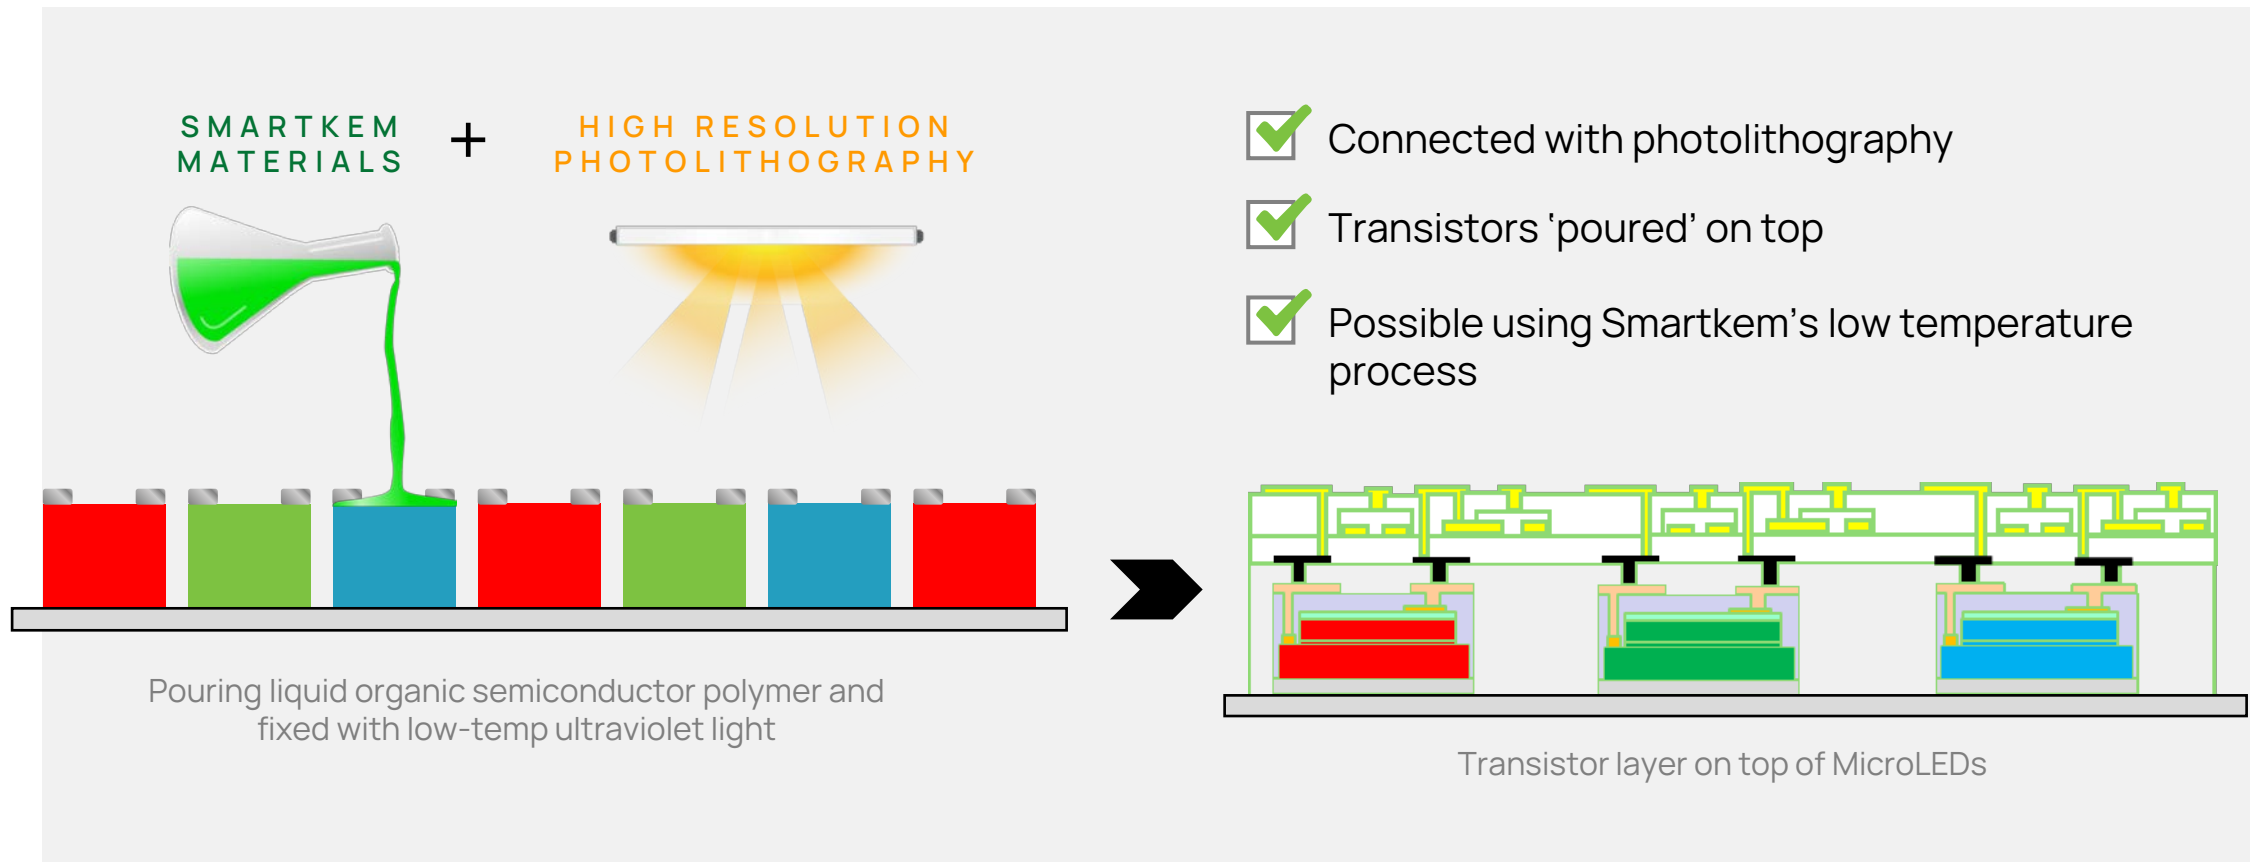 SMARTKEM
MATERIALS
+
HIGH RESOLUTION
PHOTOLITHOGRAPHY
Pouring liquid organic semiconductor polymer and
fixed with low-temp ultraviolet light
Connected with photolithography
Transistors ‘poured’ on top
Possible using Smartkem’s low temperature
process
Transistor layer on top of MicroLEDs